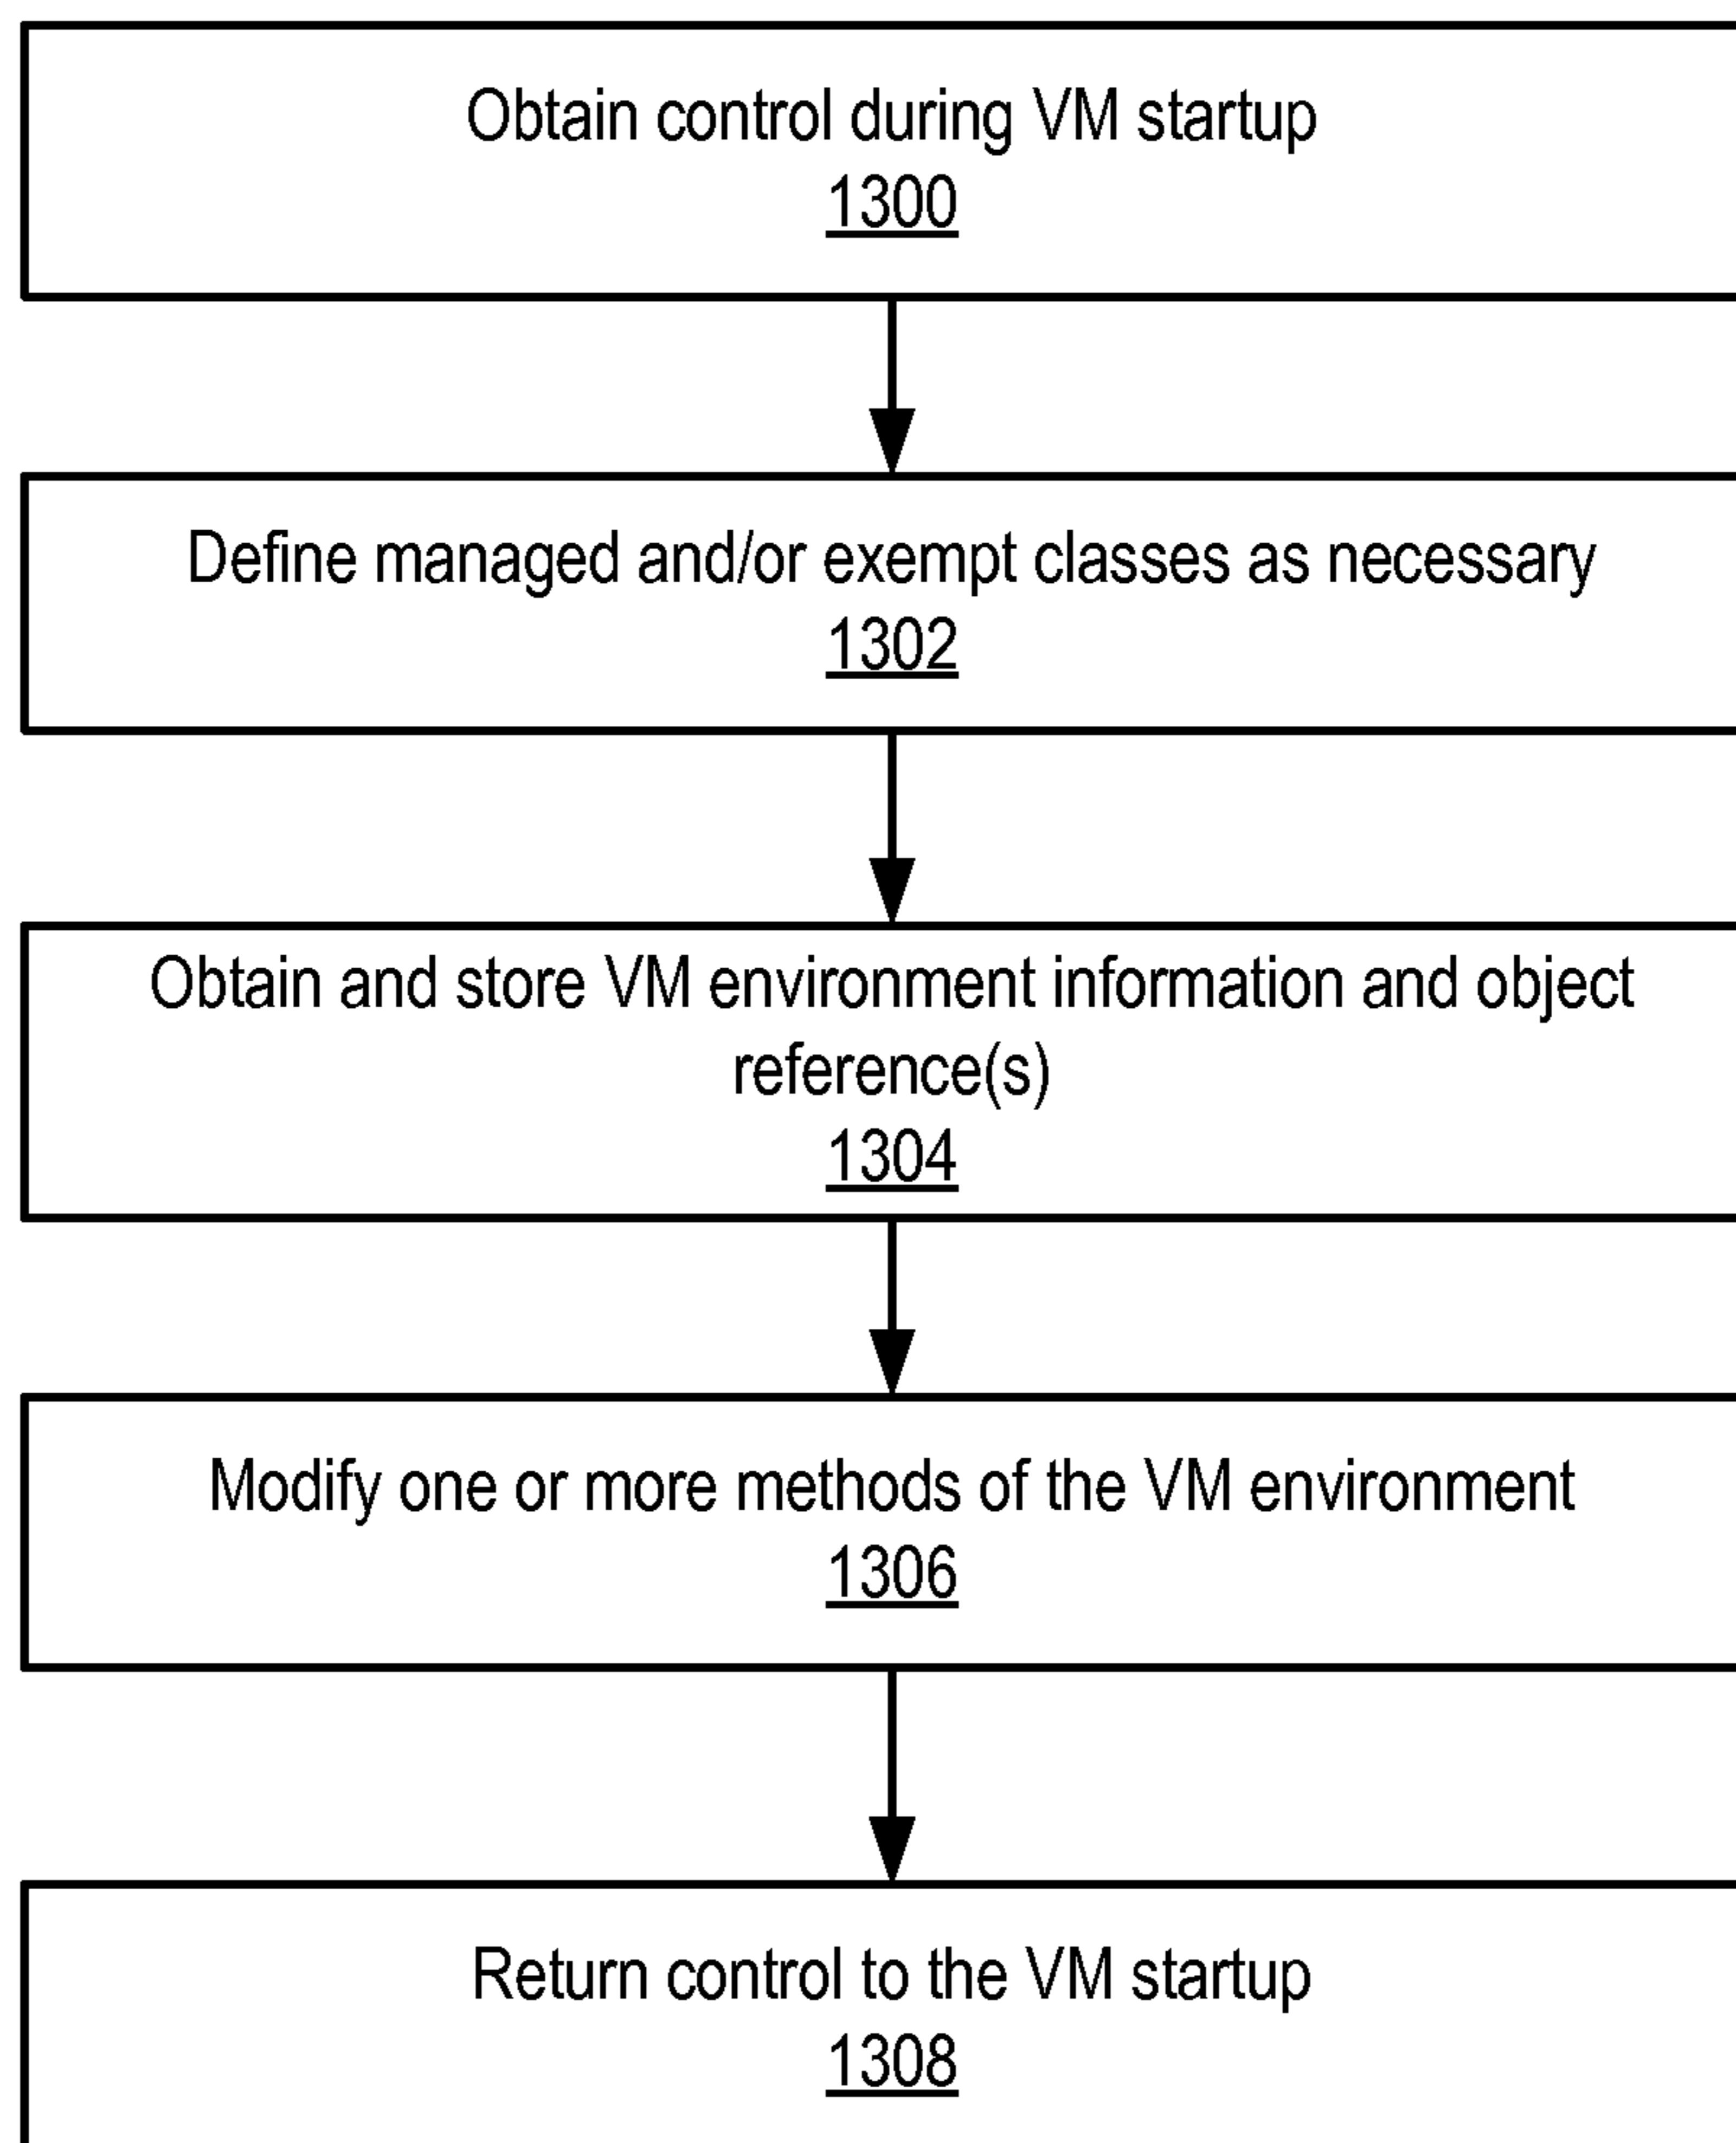 Obtain control during VM startup
1300
Define managed and/or exempt classes as necessary
1302
Obtain and store VM environment information and object
reference(s)
1304
Modify one or more methods of the VM environment
1306
Return control to the VM startup
1308